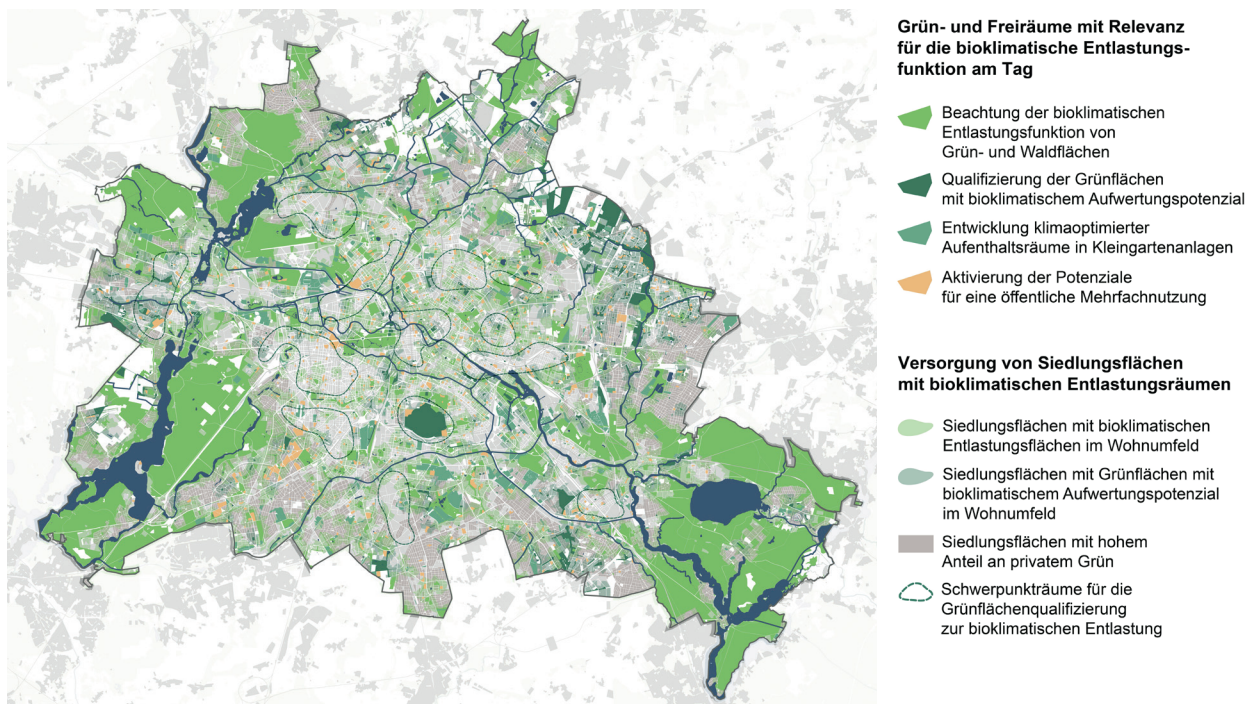 Grün- und Freiräume mit Relevanz
für die bioklimatische Entlastungs-
funktion am Tag
Beachtung der bioklimatischen
Entlastungsfunktion von
Grün- und Waldflächen
Qualifizierung der Grünflächen
mit bioklimatischem Aufwertungspotenzial
Entwicklung klimaoptimierter
Aufenthaltsräume in Kleingartenanlagen
Aktivierung der Potenziale
für eine öffentliche Mehrfachnutzung
Versorgung von Siedlungsflächen
mit bioklimatischen Entlastungsräumen
Siedlungsflächen mit bioklimatischen
Entlastungsflächen im Wohnumfeld
Siedlungsflächen mit Grünflächen mit
bioklimatischem Aufwertungspotenzial
im Wohnumfeld
Siedlungsflächen mit hohem
Anteil an privatem Grün
Schwerpunkträume für die
Grünflächenqualifizierung
zur bioklimatischen Entlastung